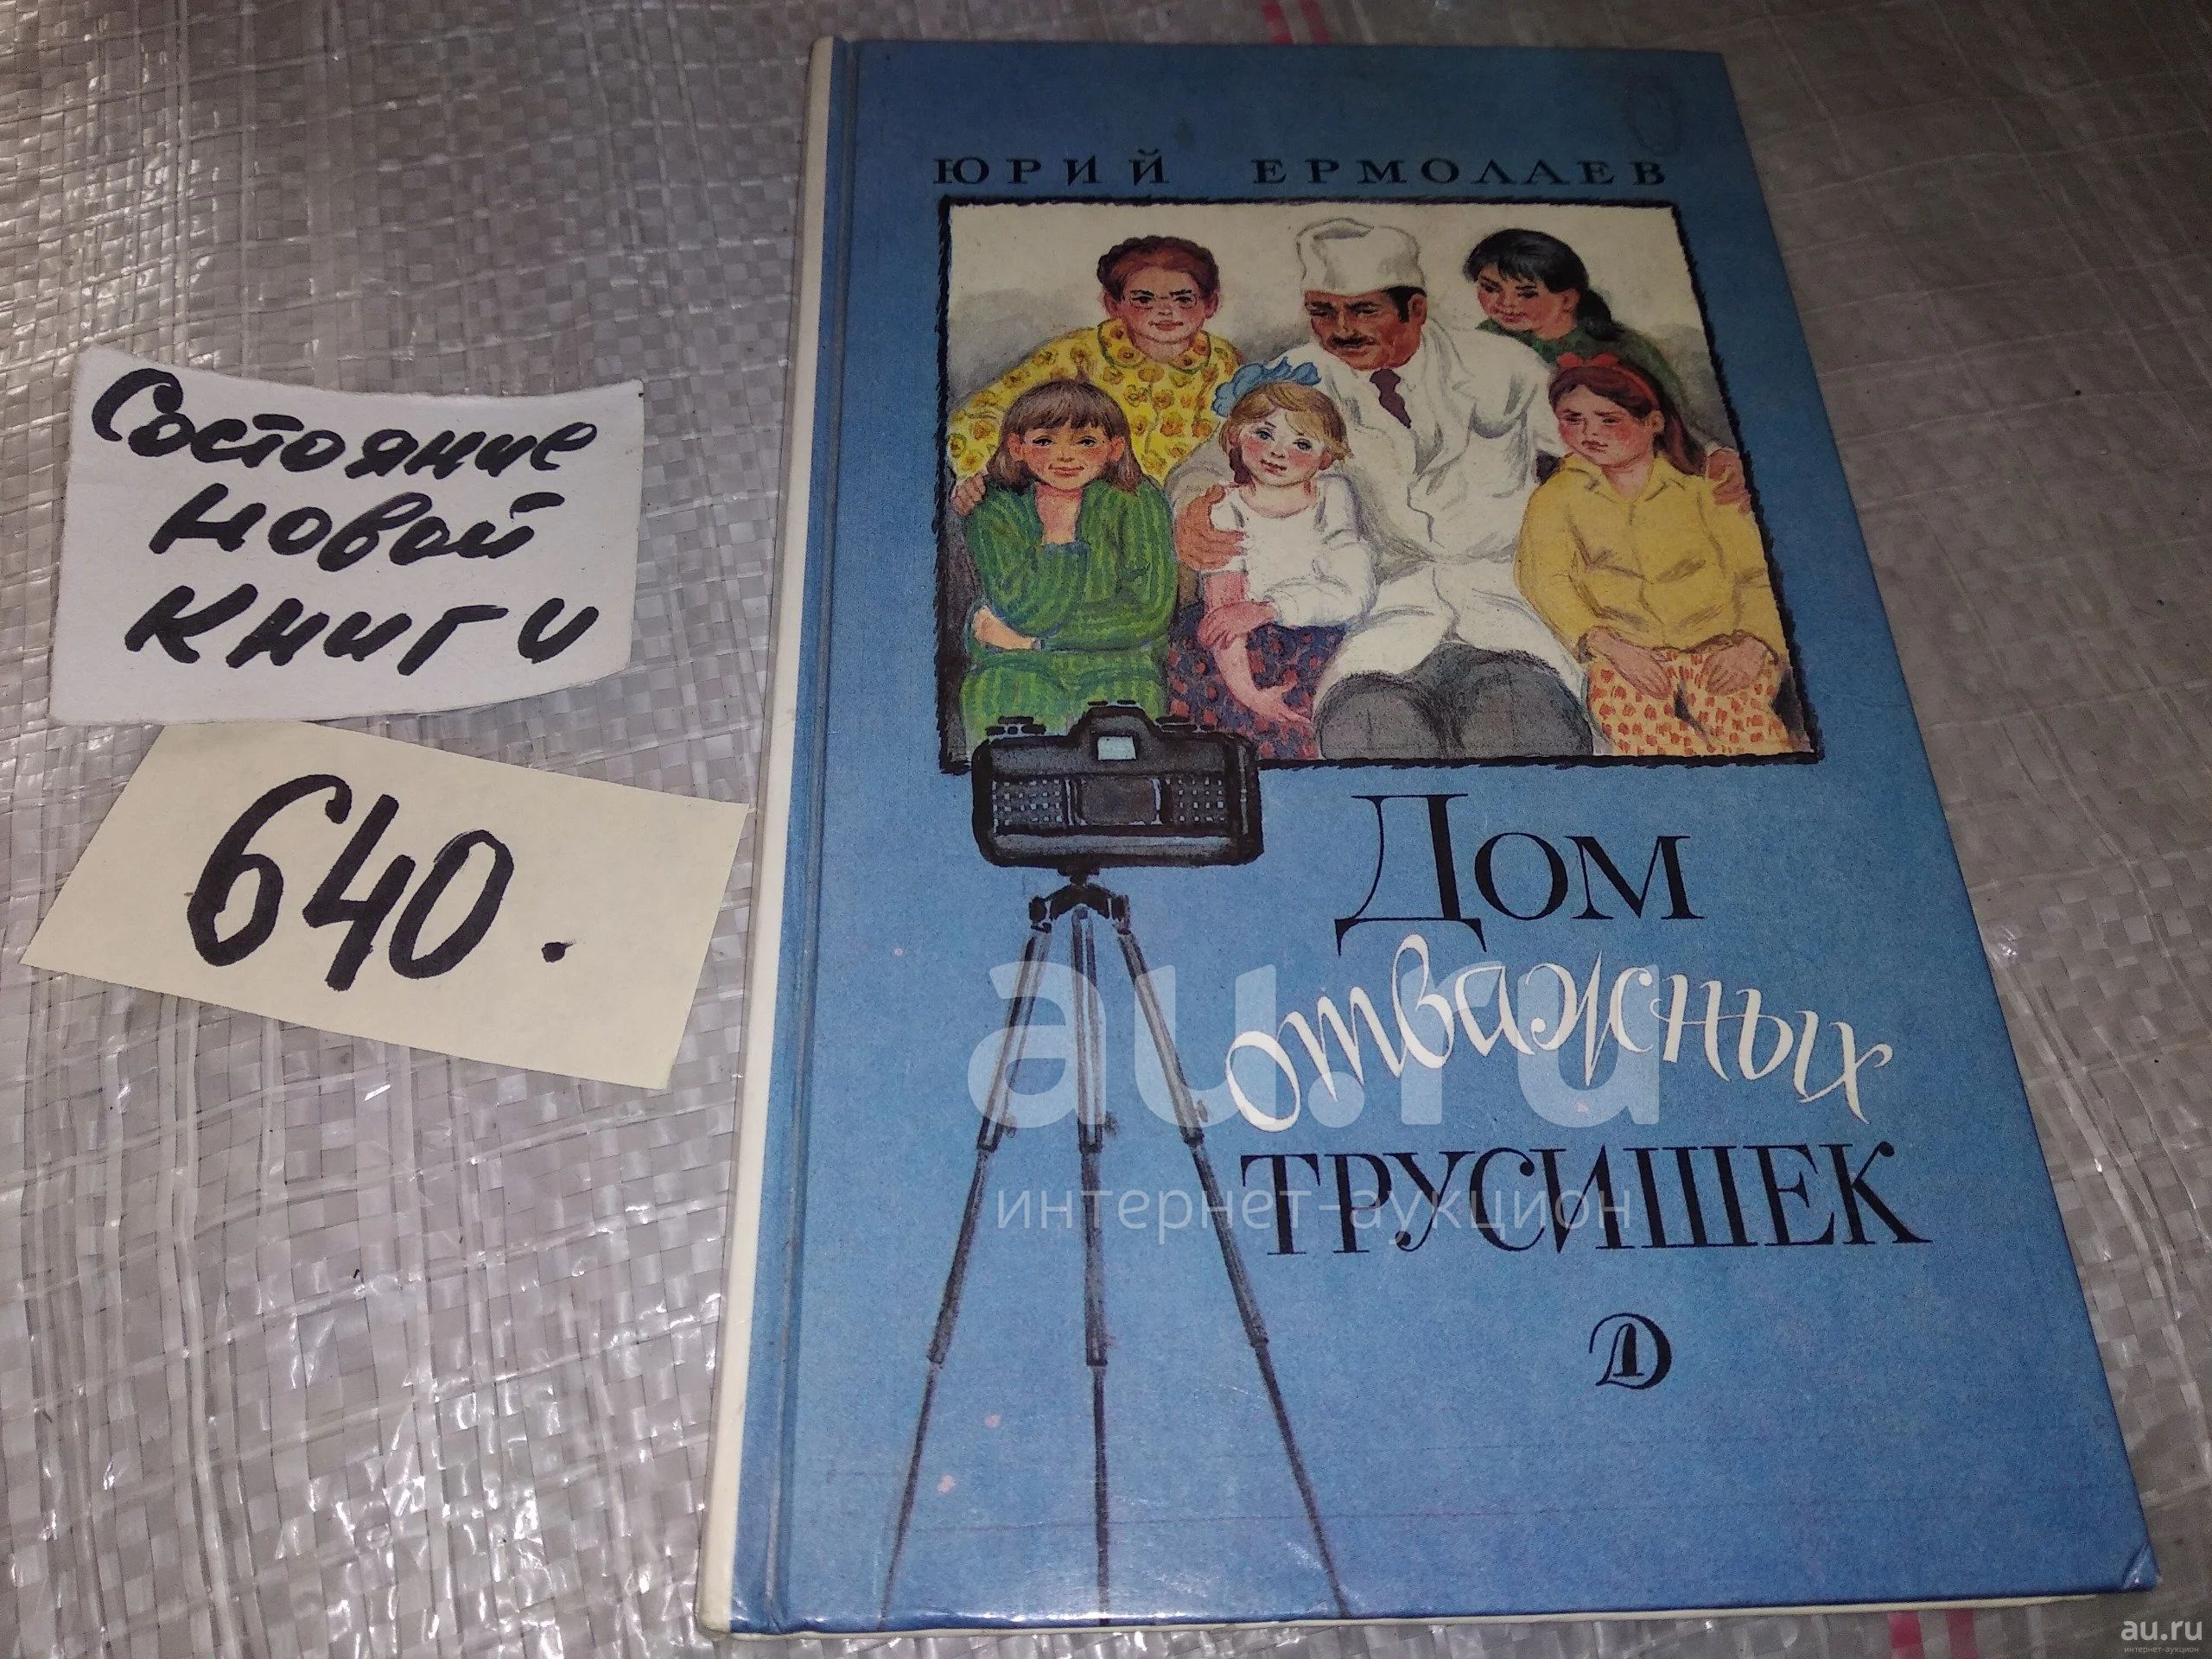 Состояние
новой
книги
640.
ЮРИЙ ЕРМОЛАЕВ
Дом
отважных
ТРУСИШЕК
au.ru
интернет-аукцион
au.ru
интернет-аукцион